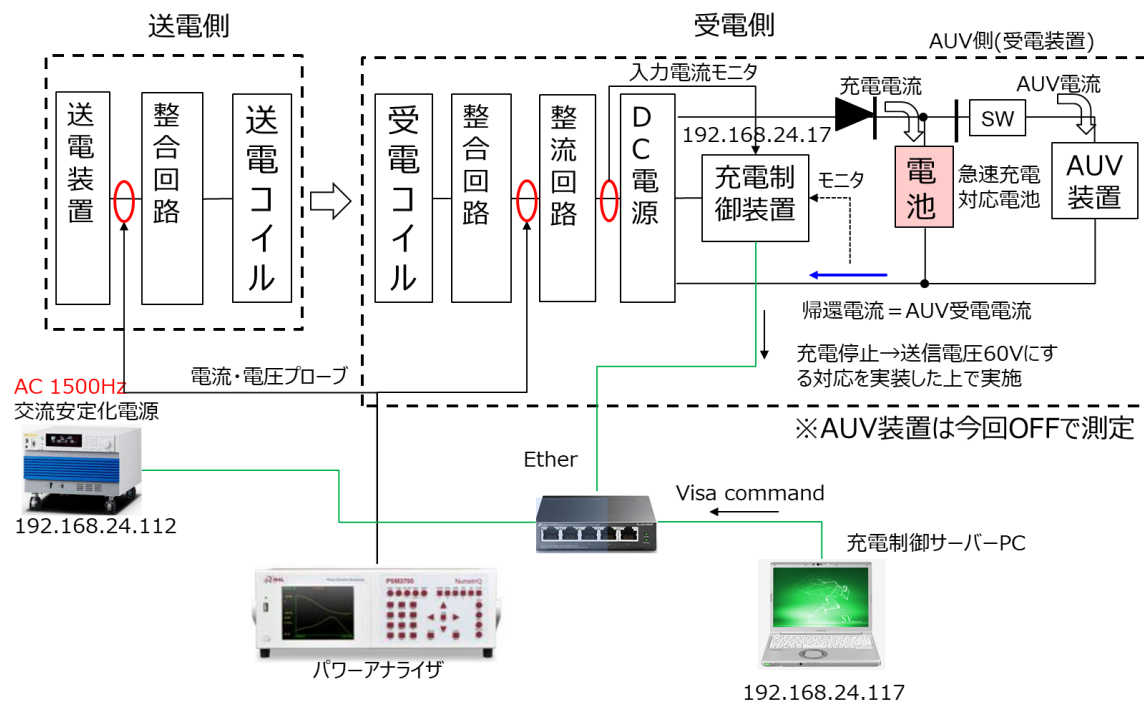 送電側
受電側
AUV側(受電装置)
送電装置
整合回路
送電コイル
受電コイル
整合回路
整流回路
DC電源
入力電流モニタ
192.168.24.17
充電制
御装置
モニタ
充電電流
電池
急速充電
対応電池
SW
AUV電流
AUV
装置
帰還電流＝AUV受電電流
充電停止→送信電圧60Vにす
る対応を実装した上で実施
電流・電圧プローブ
AC 1500Hz
交流安定化電源
192.168.24.112
※AUV装置は今回OFFで測定
Ether
Visa command
充電制御サーバーPC
192.168.24.117
PSM3750
NumetriQ
パワーアナライザ